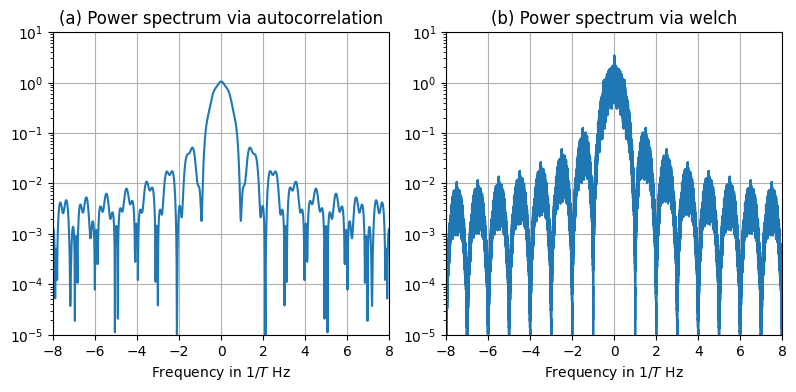 (a) Power spectrum via autocorrelation
(b) Power spectrum via welch
10^1
10^0
10^-1
10^-2
10^-3
10^-4
10^-5
−8 −6 −4 −2 0 2 4 6 8
Frequency in 1/T Hz
10^1
10^0
10^-1
10^-2
10^-3
10^-4
10^-5
−8 −6 −4 −2 0 2 4 6 8
Frequency in 1/T Hz